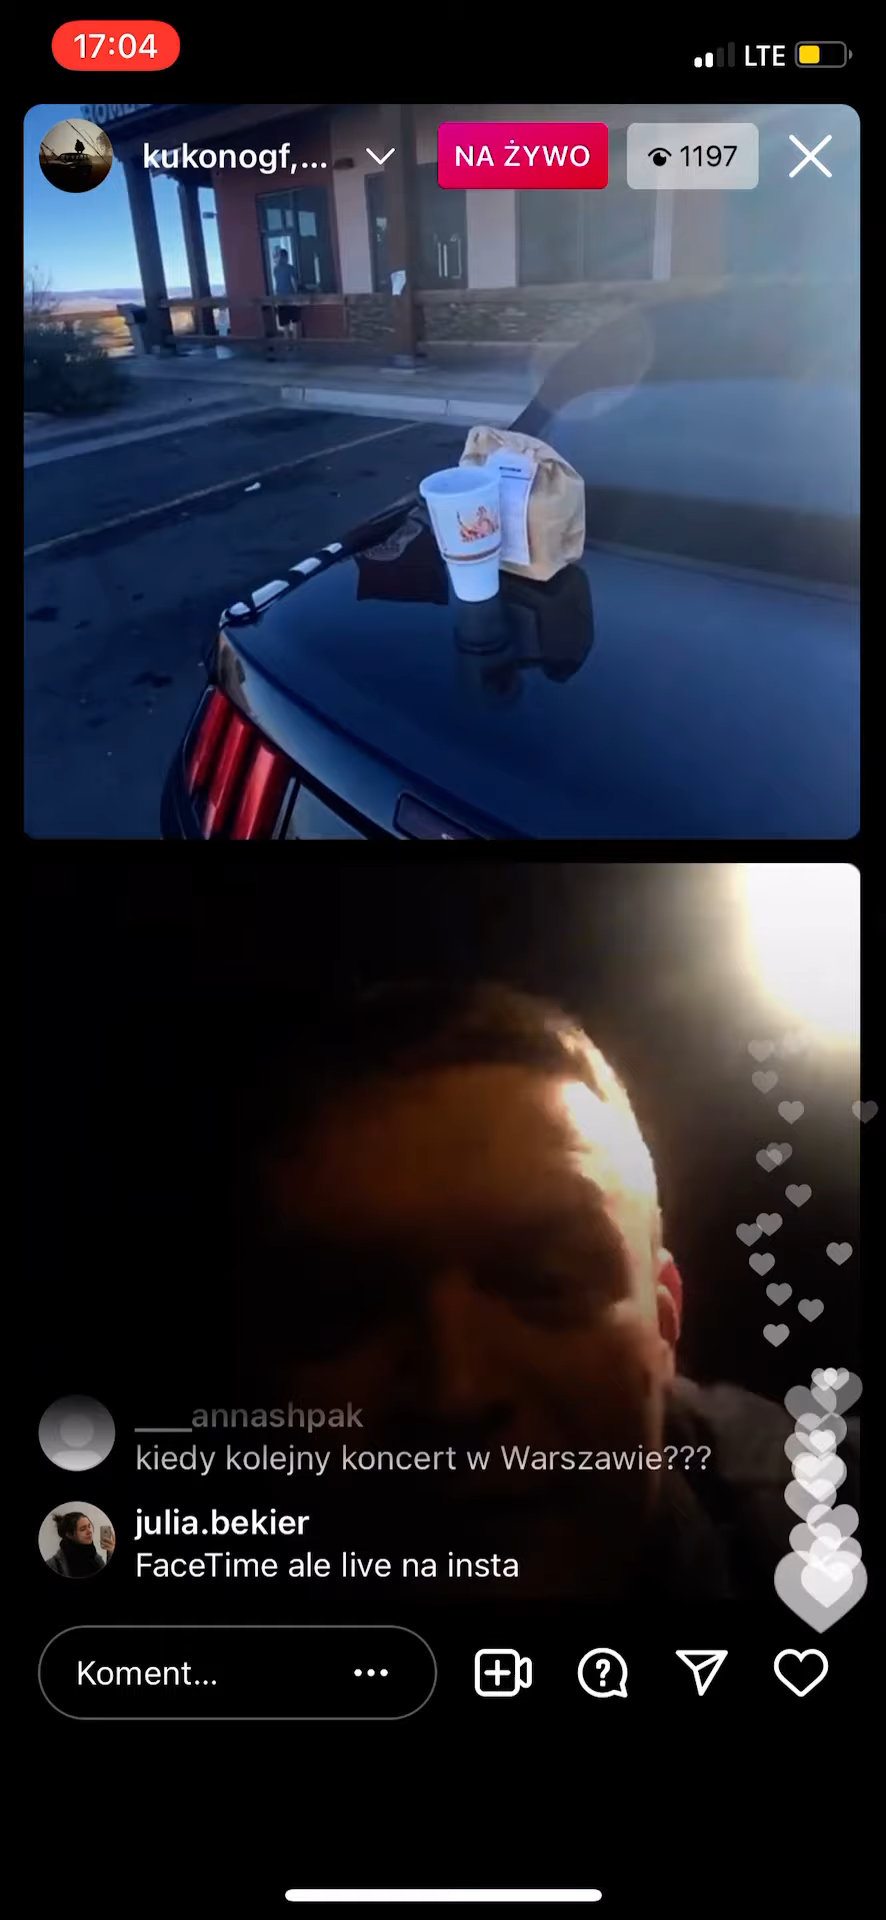 17:04
LTE
kukonogf,...
NA ŻYWO
1197
___annashpak
kiedy kolejny koncert w Warszawie???
julia.bekier
FaceTime ale live na insta
Koment...